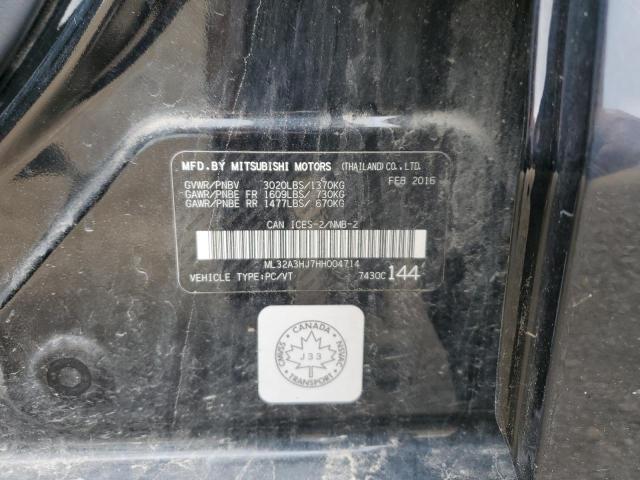 MFD.BY MITSUBISHI MOTORS (THAILAND)CO.,LTD.
GVWR/PNBV 3020LBS/1370KG FEB 2016
GAWR/PNBE FR 1609LBS/ 730KG
GAWR/PNBE RR 1477LBS/ 670KG
CAN ICES-2/NMB-2
ML32A3HJ7HH004714
VEHICLE TYPE:PC/VT 7430C 144
CANADA
CMVSS
J33
NSVAC
TRANSPORT